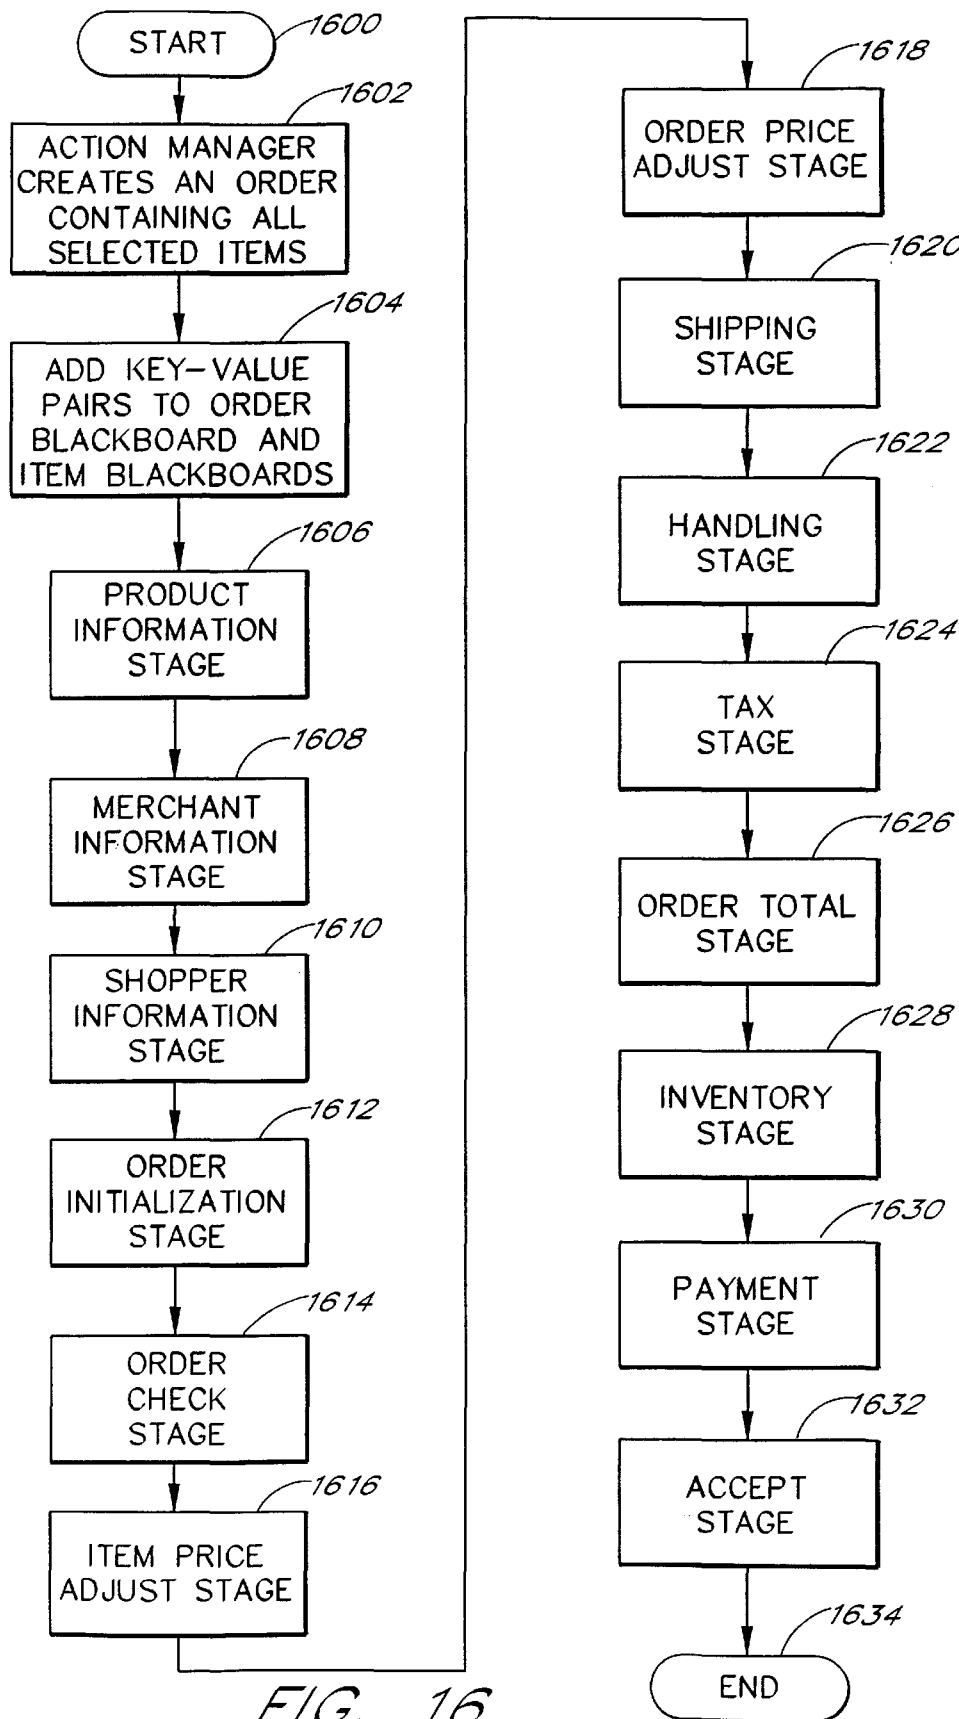 START
1600
1602
ACTION MANAGER
CREATES AN ORDER
CONTAINING ALL
SELECTED ITEMS
1604
ADD KEY-VALUE
PAIRS TO ORDER
BLACKBOARD AND
ITEM BLACKBOARDS
1606
PRODUCT
INFORMATION
STAGE
1608
MERCHANT
INFORMATION
STAGE
1610
SHOPPER
INFORMATION
STAGE
1612
ORDER
INITIALIZATION
STAGE
1614
ORDER
CHECK
STAGE
1616
ITEM PRICE
ADJUST STAGE
1618
ORDER PRICE
ADJUST STAGE
1620
SHIPPING
STAGE
1622
HANDLING
STAGE
1624
TAX
STAGE
1626
ORDER TOTAL
STAGE
1628
INVENTORY
STAGE
1630
PAYMENT
STAGE
1632
ACCEPT
STAGE
1634
END
FIG. 16